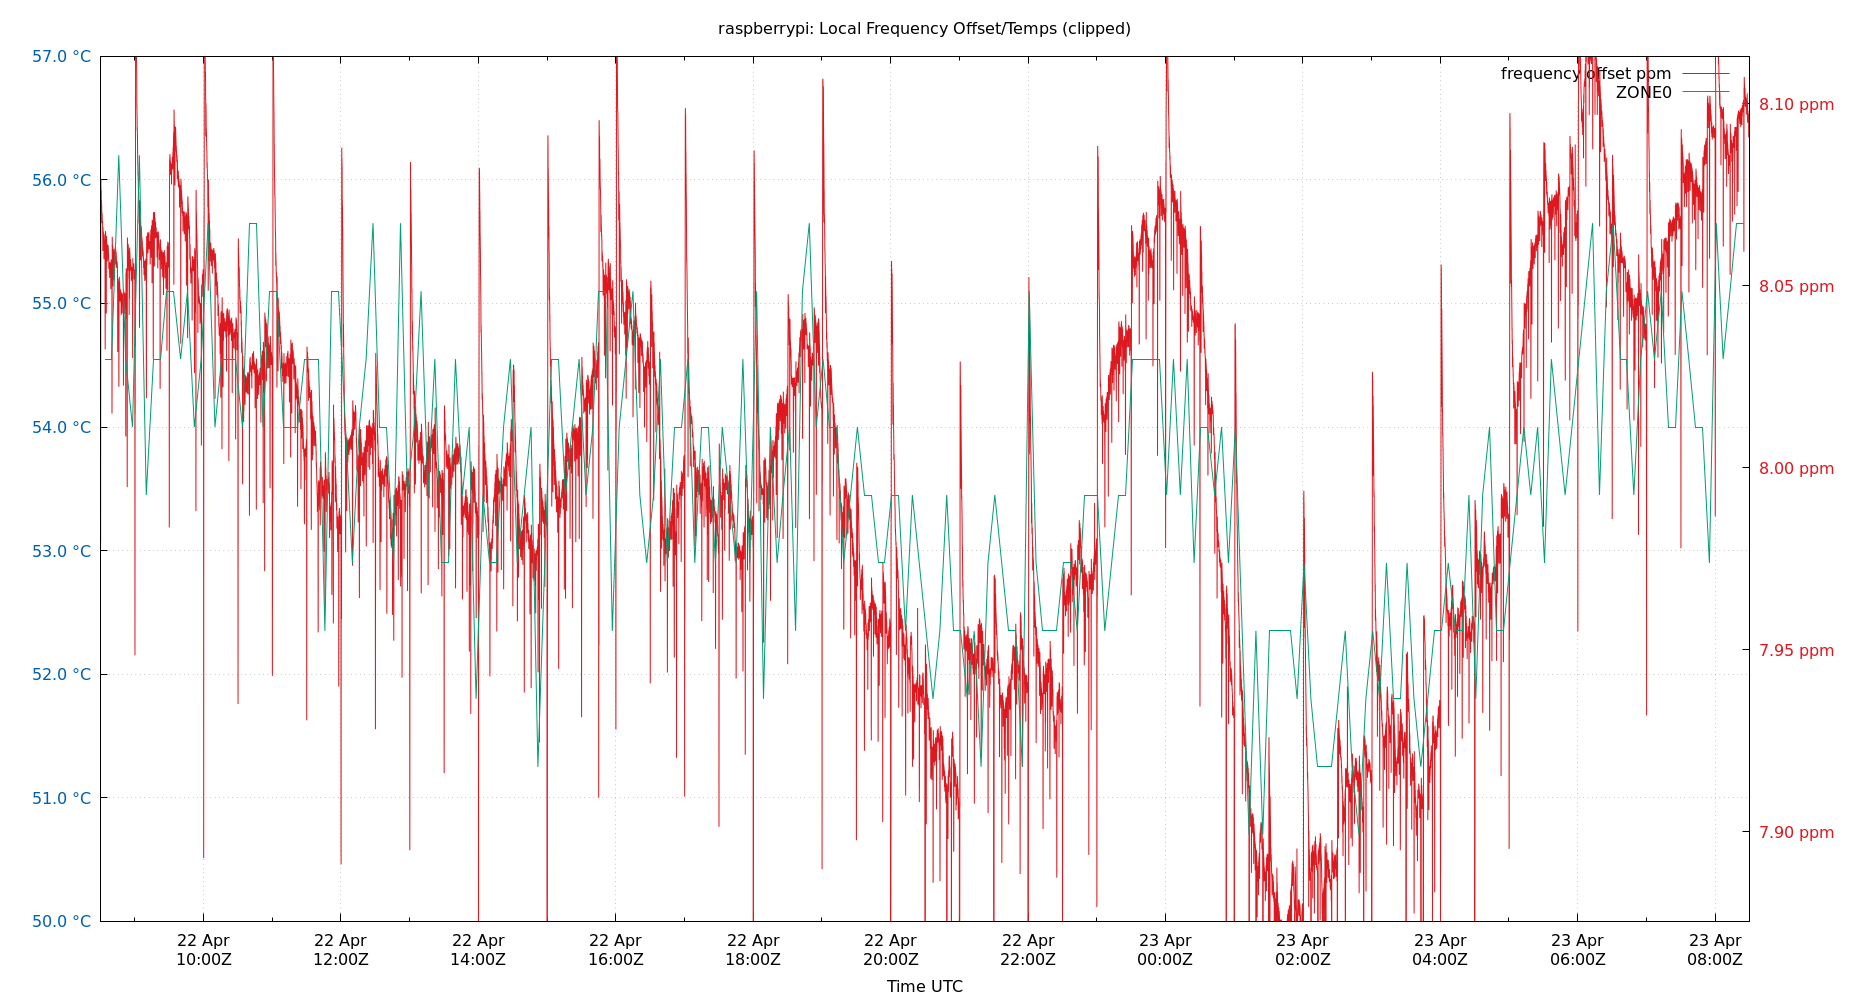 raspberrypi: Local Frequency Offset/Temps (clipped)
57.0 °C
56.0 °C
55.0 °C
54.0 °C
53.0 °C
52.0 °C
51.0 °C
50.0 °C
frequency offset ppm
ZONE0
8.10 ppm
8.05 ppm
8.00 ppm
7.95 ppm
7.90 ppm
22 Apr 22 Apr 22 Apr 22 Apr 22 Apr 22 Apr 22 Apr 23 Apr 23 Apr 23 Apr 23 Apr 23 Apr
10:00Z 12:00Z 14:00Z 16:00Z 18:00Z 20:00Z 22:00Z 00:00Z 02:00Z 04:00Z 06:00Z 08:00Z
Time UTC